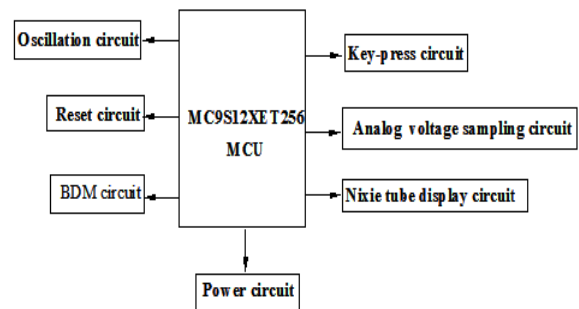 Oscillation circuit
Key-press circuit
Reset circuit
MC9S12XET256
MCU
Analog voltage sampling circuit
BDM circuit
Nixie tube display circuit
Power circuit